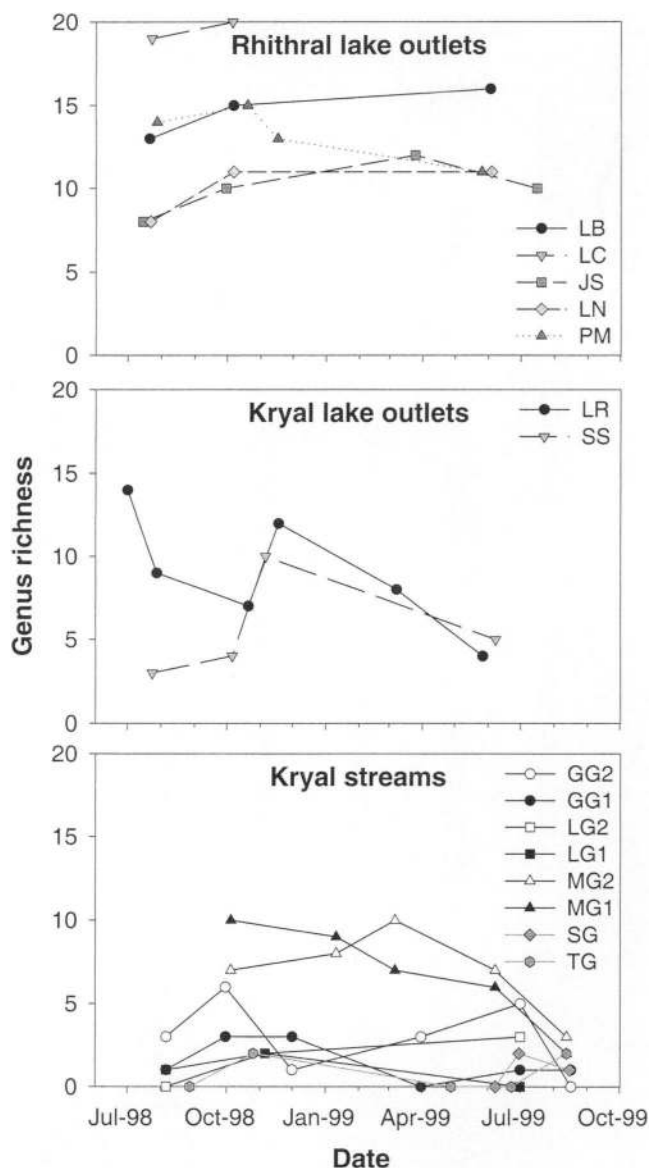 20
Rhithral lake outlets
15
10
5
0
LB
LC
JS
LN
PM
20
Kryal lake outlets
15
10
5
0
LR
SS
Genus richness
20
Kryal streams
15
10
5
0
GG2
GG1
LG2
LG1
MG2
MG1
SG
TG
Jul-98 Oct-98 Jan-99 Apr-99 Jul-99 Oct-99
Date